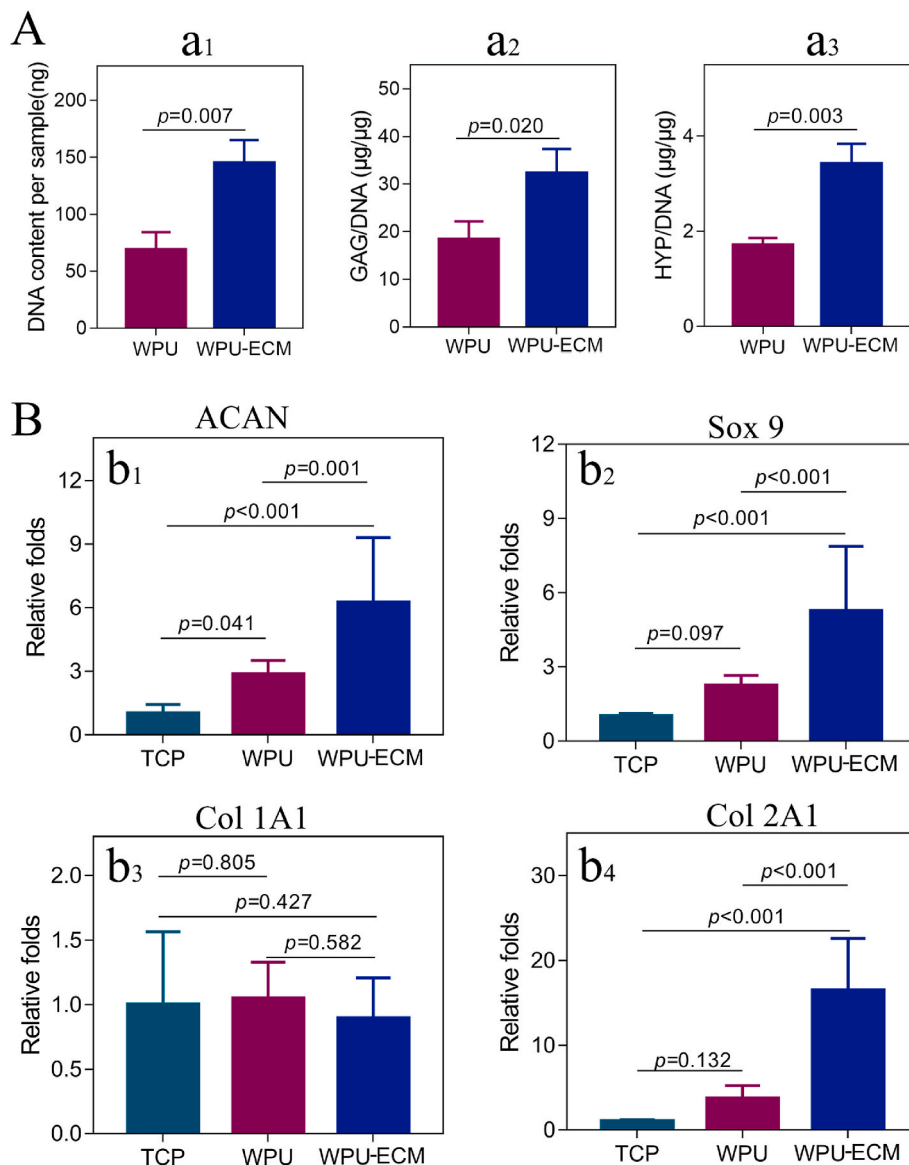 A
a1
DNA content per sample(ng)
200
150
100
50
0
p=0.007
WPU
WPU-ECM
a2
GAG/DNA (μg/μg)
50
40
30
20
10
0
p=0.020
WPU
WPU-ECM
a3
HYP/DNA (μg/μg)
4
2
0
p=0.003
WPU
WPU-ECM
B
ACAN
b1
Relative folds
12
9
6
3
0
p=0.001
p<0.001
p=0.041
TCP
WPU
WPU-ECM
Sox 9
b2
Relative folds
12
9
6
3
0
p<0.001
p<0.001
p=0.097
TCP
WPU
WPU-ECM
Col 1A1
b3
Relative folds
2.0
1.5
1.0
0.5
0.0
p=0.805
p=0.427
p=0.582
TCP
WPU
WPU-ECM
Col 2A1
b4
Relative folds
30
20
10
0
p<0.001
p<0.001
p=0.132
TCP
WPU
WPU-ECM